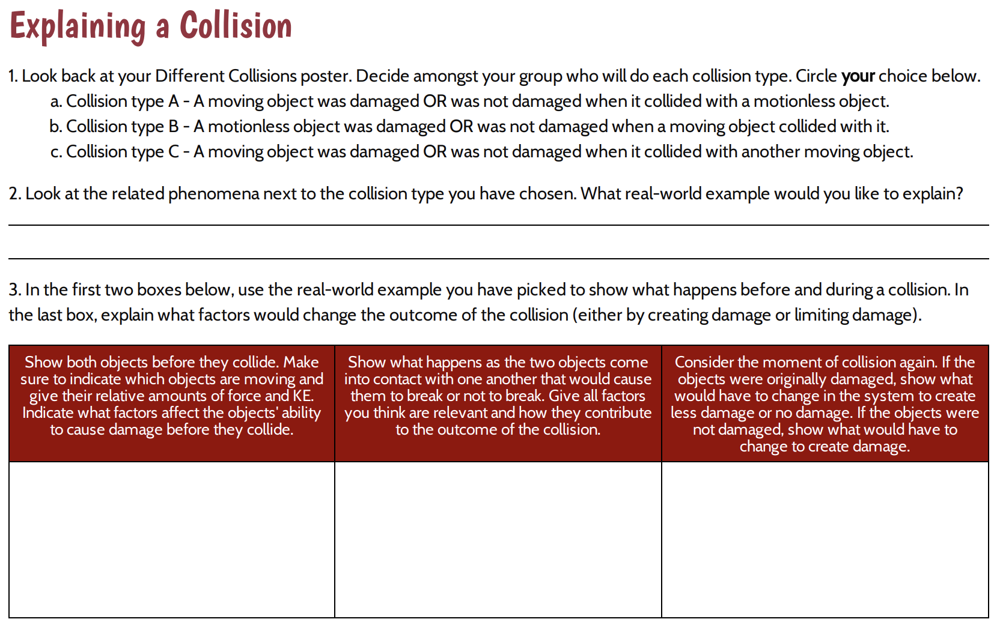 Explaining a Collision
1. Look back at your Different Collisions poster. Decide amongst your group who will do each collision type. Circle your choice below.
a. Collision type A - A moving object was damaged OR was not damaged when it collided with a motionless object.
b. Collision type B - A motionless object was damaged OR was not damaged when a moving object collided with it.
c. Collision type C - A moving object was damaged OR was not damaged when it collided with another moving object.
2. Look at the related phenomena next to the collision type you have chosen. What real-world example would you like to explain?
3. In the first two boxes below, use the real-world example you have picked to show what happens before and during a collision. In
the last box, explain what factors would change the outcome of the collision (either by creating damage or limiting damage).
Show both objects before they collide. Make
sure to indicate which objects are moving and
give their relative amounts of force and KE.
Indicate what factors affect the objects' ability
to cause damage before they collide.
Show what happens as the two objects come
into contact with one another that would cause
them to break or not to break. Give all factors
you think are relevant and how they contribute
to the outcome of the collision.
Consider the moment of collision again. If the
objects were originally damaged, show what
would have to change in the system to create
less damage or no damage. If the objects were
not damaged, show what would have to
change to create damage.